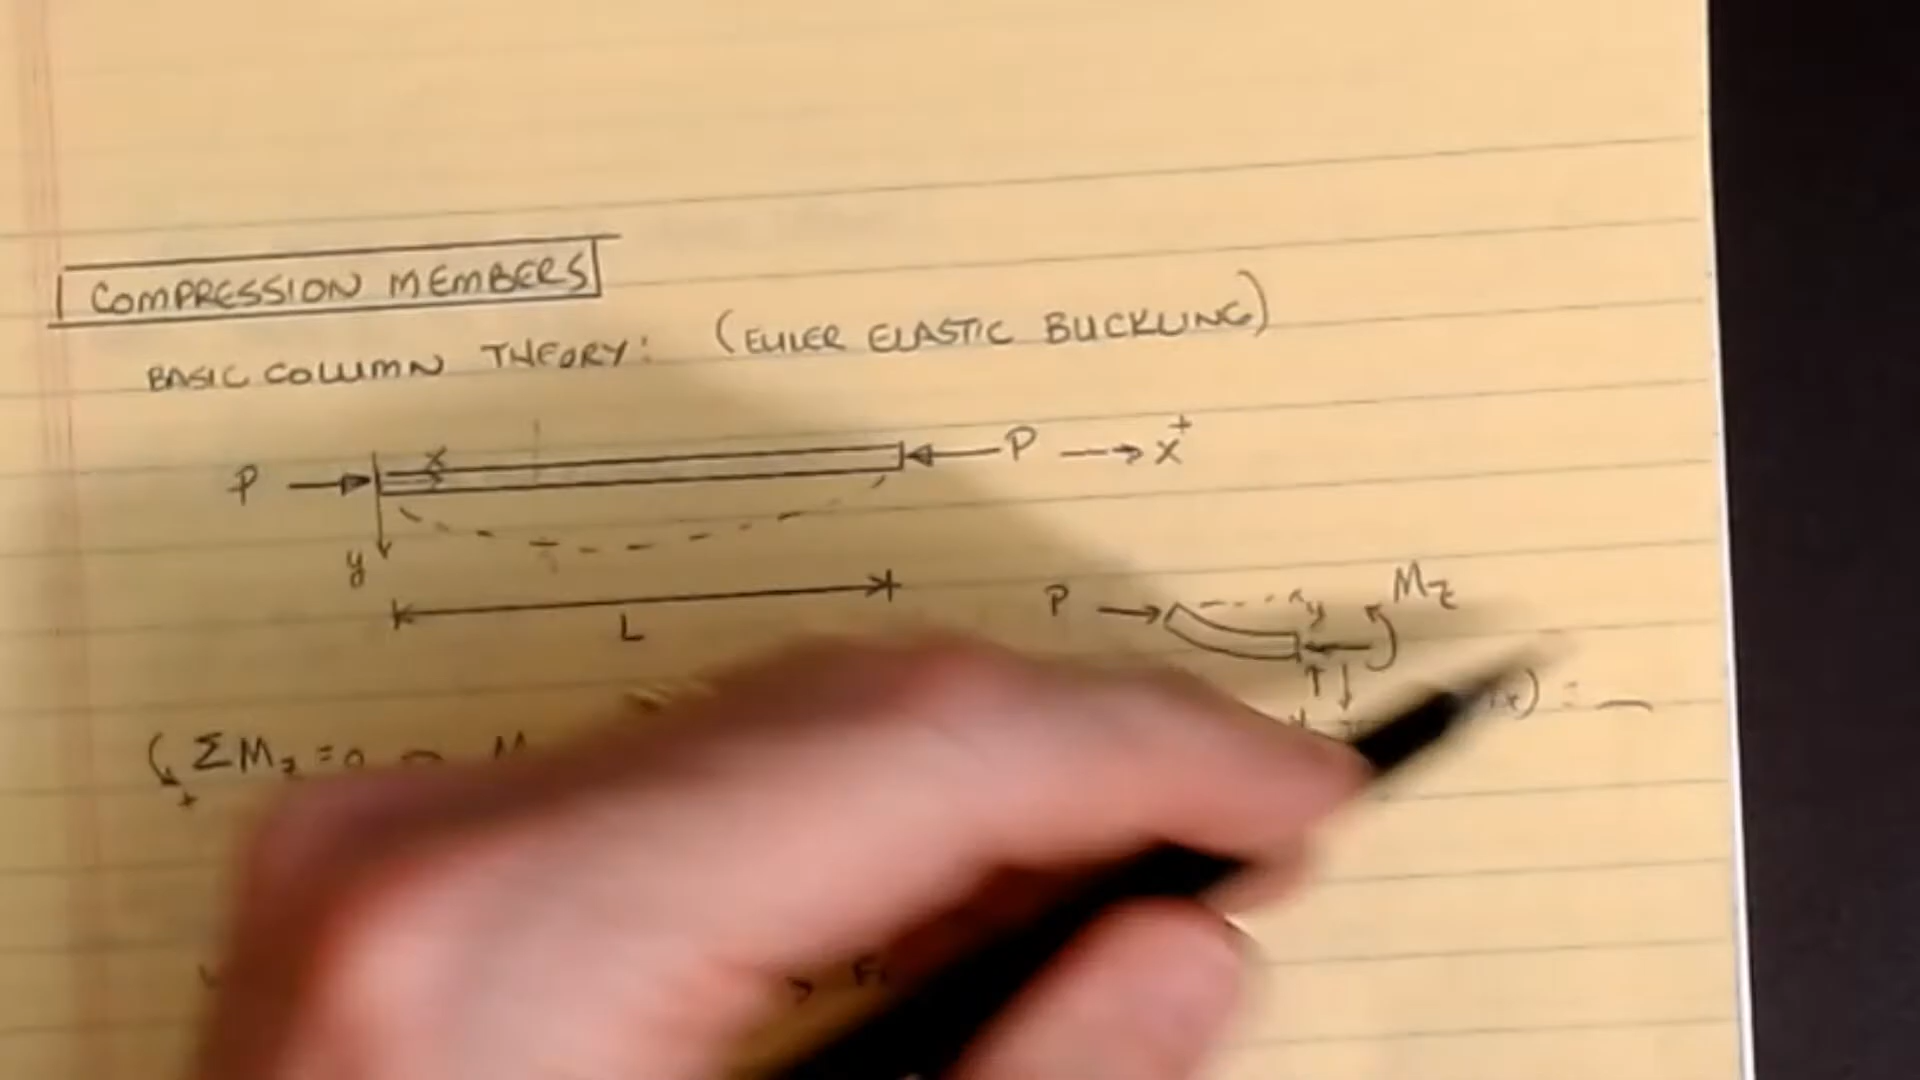 COMPRESSION MEMBERS
BASIC COLUMN THEORY: (EULER ELASTIC BUCKLING)
P x P x+
y
L
P y Mz
ΣMz = 0
+